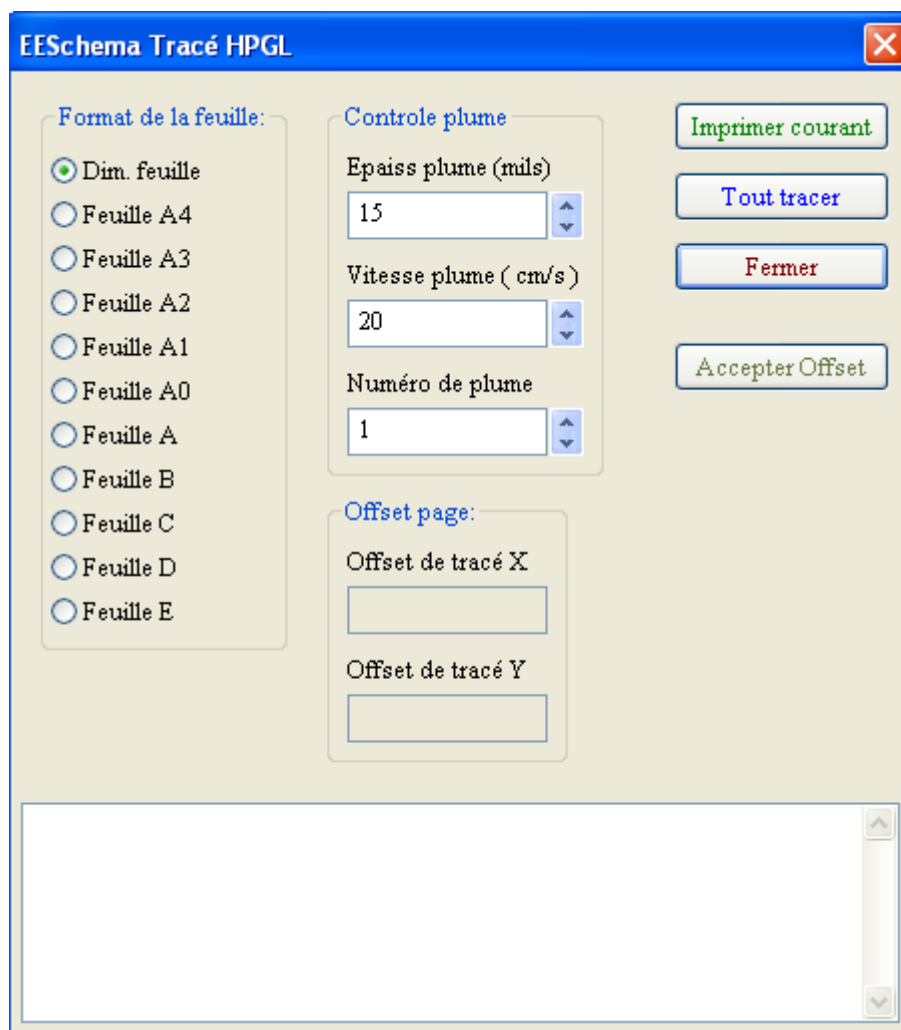 EESchema Tracé HPGL
Format de la feuille:
Dim. feuille
Feuille A4
Feuille A3
Feuille A2
Feuille A1
Feuille A0
Feuille A
Feuille B
Feuille C
Feuille D
Feuille E
Controle plume
Epaiss plume (mils)
15
Vitesse plume ( cm/s )
20
Numéro de plume
1
Offset page:
Offset de tracé X
Offset de tracé Y
Imprimer courant
Tout tracer
Fermer
Accepter Offset